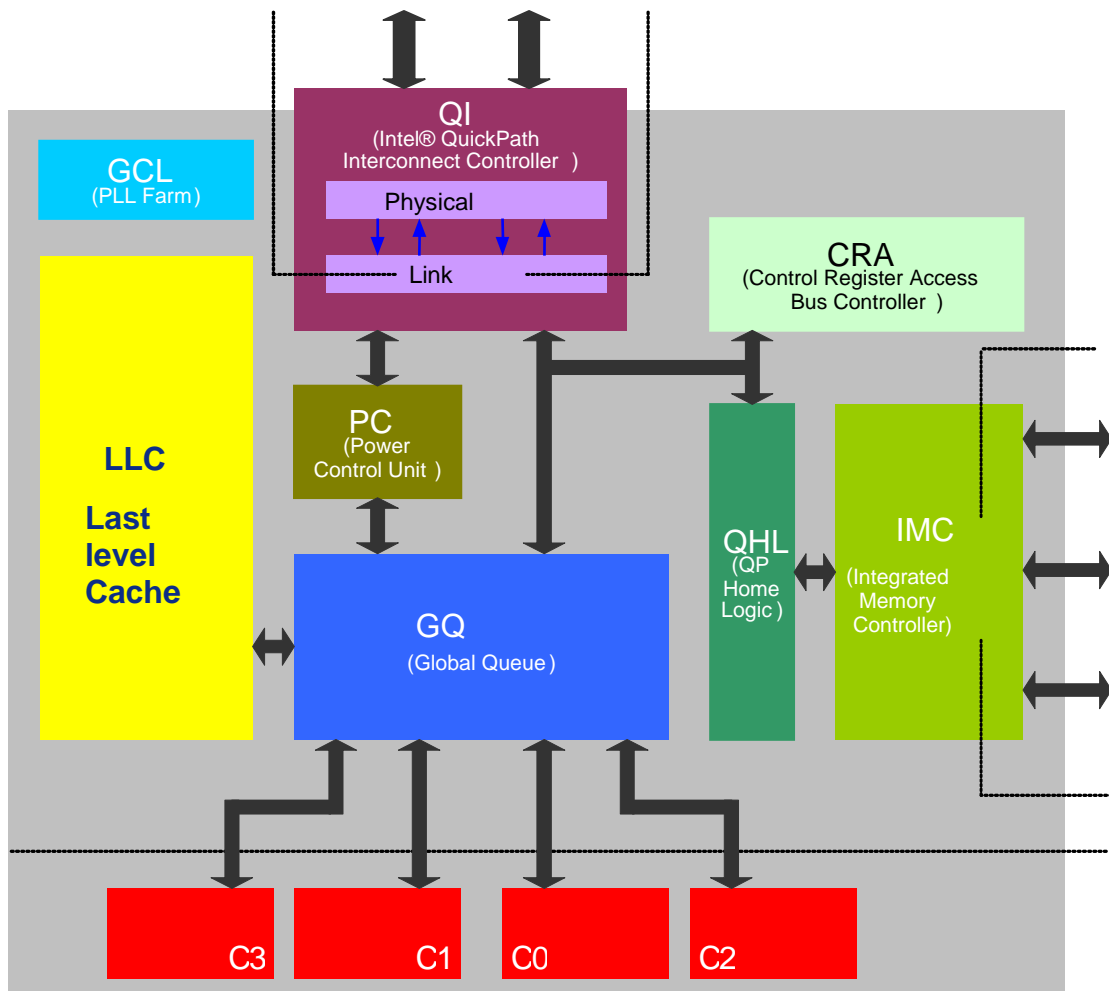 QI
(Intel® QuickPath
Interconnect Controller )
Physical
Link
GCL
(PLL Farm)
CRA
(Control Register Access
Bus Controller )
LLC
Last
level
Cache
PC
(Power
Control Unit )
QHL
(QP
Home
Logic)
IMC
(Integrated
Memory
Controller)
GQ
(Global Queue )
C3
C1
C0
C2